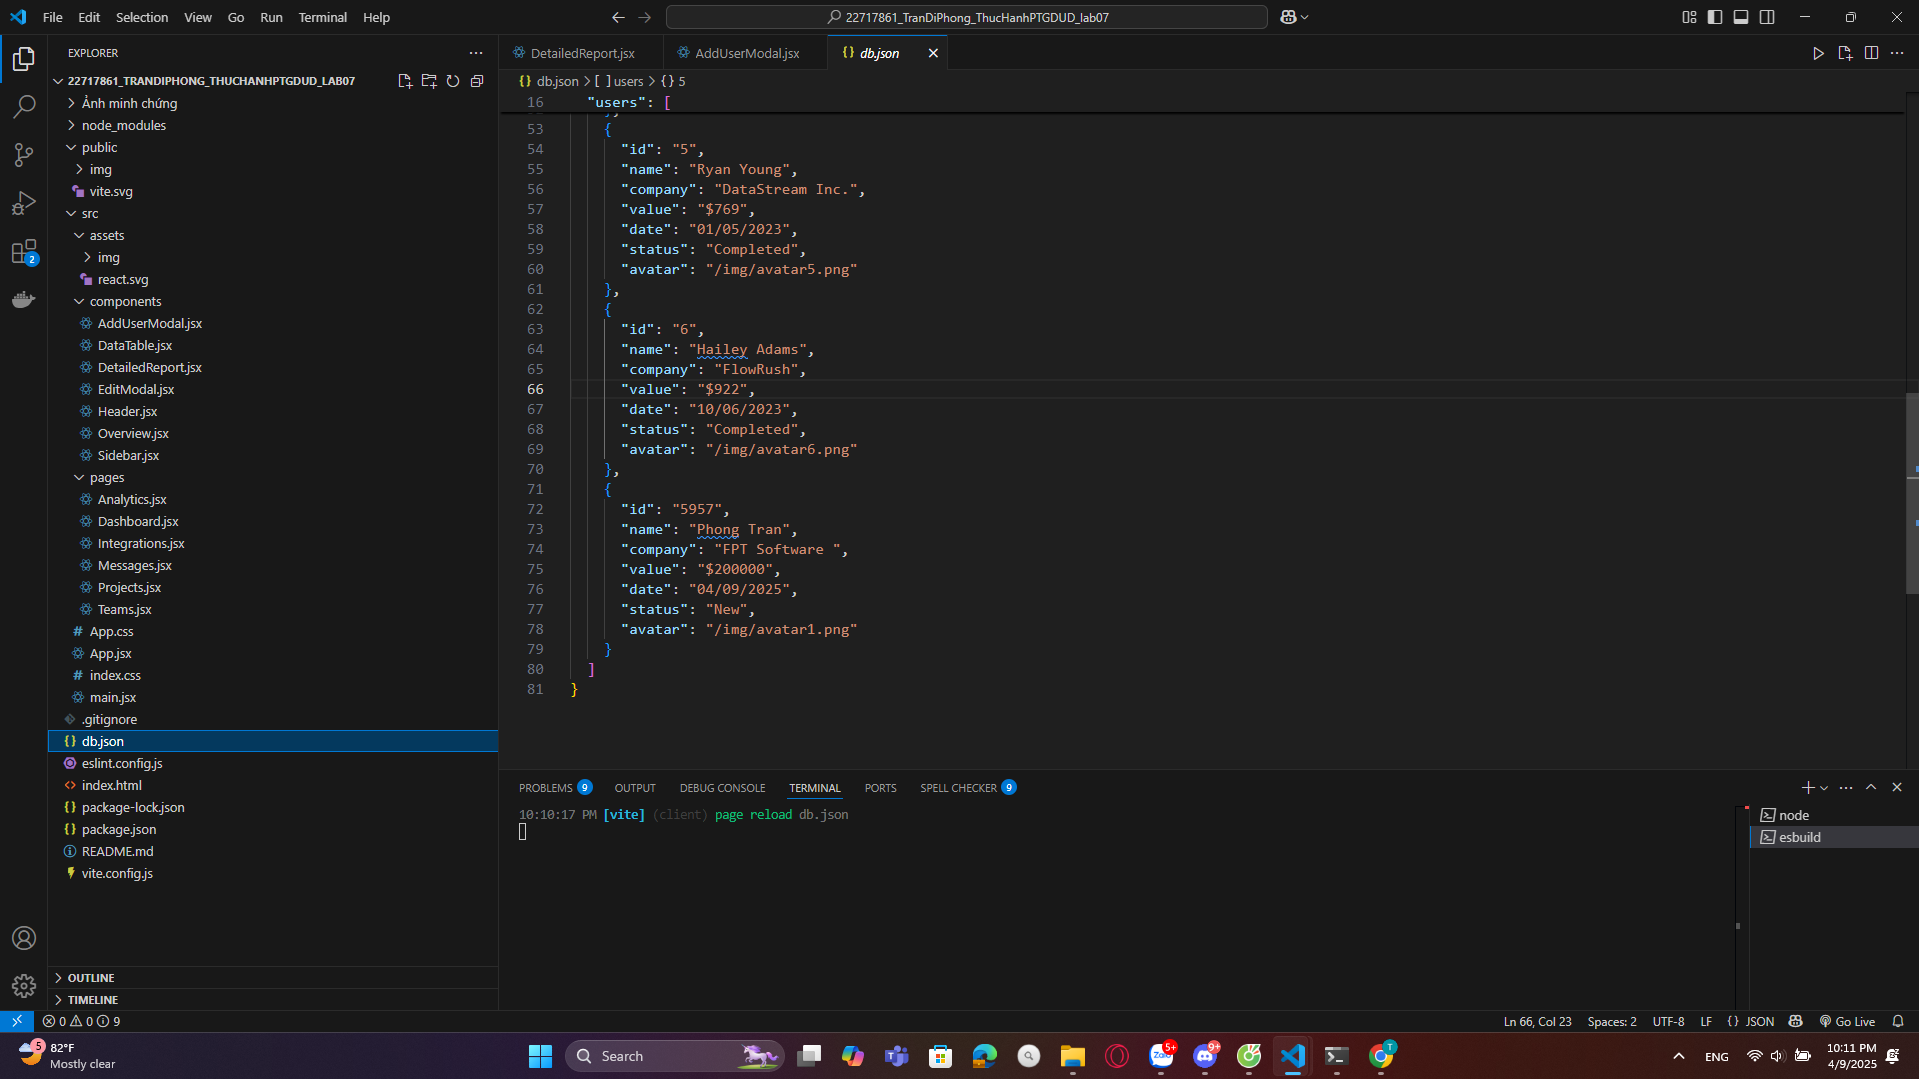 File Edit Selection View Go Run Terminal Help
22717861_TranDiPhong_ThucHanhPTGDUD_lab07
EXPLORER
22717861_TRANDIPHONG_THUCHANHPTGDUD_LAB07
Ảnh minh chứng
node_modules
public
img
vite.svg
src
assets
img
react.svg
components
AddUserModal.jsx
DataTable.jsx
DetailedReport.jsx
EditModal.jsx
Header.jsx
Overview.jsx
Sidebar.jsx
pages
Analytics.jsx
Dashboard.jsx
Integrations.jsx
Messages.jsx
Projects.jsx
Teams.jsx
App.css
App.jsx
index.css
main.jsx
.gitignore
db.json
eslint.config.js
index.html
package-lock.json
package.json
README.md
vite.config.js
OUTLINE
TIMELINE
2
DetailedReport.jsx AddUserModal.jsx {} db.json
{} db.json > [ ] users > {} 5
16 "users": [
53 {
54 "id": "5",
55 "name": "Ryan Young",
56 "company": "DataStream Inc.",
57 "value": "$769",
58 "date": "01/05/2023",
59 "status": "Completed",
60 "avatar": "/img/avatar5.png"
61 },
62 {
63 "id": "6",
64 "name": "Hailey Adams",
65 "company": "FlowRush",
66 "value": "$922",
67 "date": "10/06/2023",
68 "status": "Completed",
69 "avatar": "/img/avatar6.png"
70 },
71 {
72 "id": "5957",
73 "name": "Phong Tran",
74 "company": "FPT Software ",
75 "value": "$200000",
76 "date": "04/09/2025",
77 "status": "New",
78 "avatar": "/img/avatar1.png"
79 }
80 ]
81 }
PROBLEMS 9 OUTPUT DEBUG CONSOLE TERMINAL PORTS SPELL CHECKER 9
10:10:17 PM [vite] (client) page reload db.json
node
esbuild
0 0 9
Ln 66, Col 23 Spaces: 2 UTF-8 LF {} JSON Go Live
5 82°F
Mostly clear
Search
Zalo 5+
9+
T
ENG
10:11 PM
4/9/2025